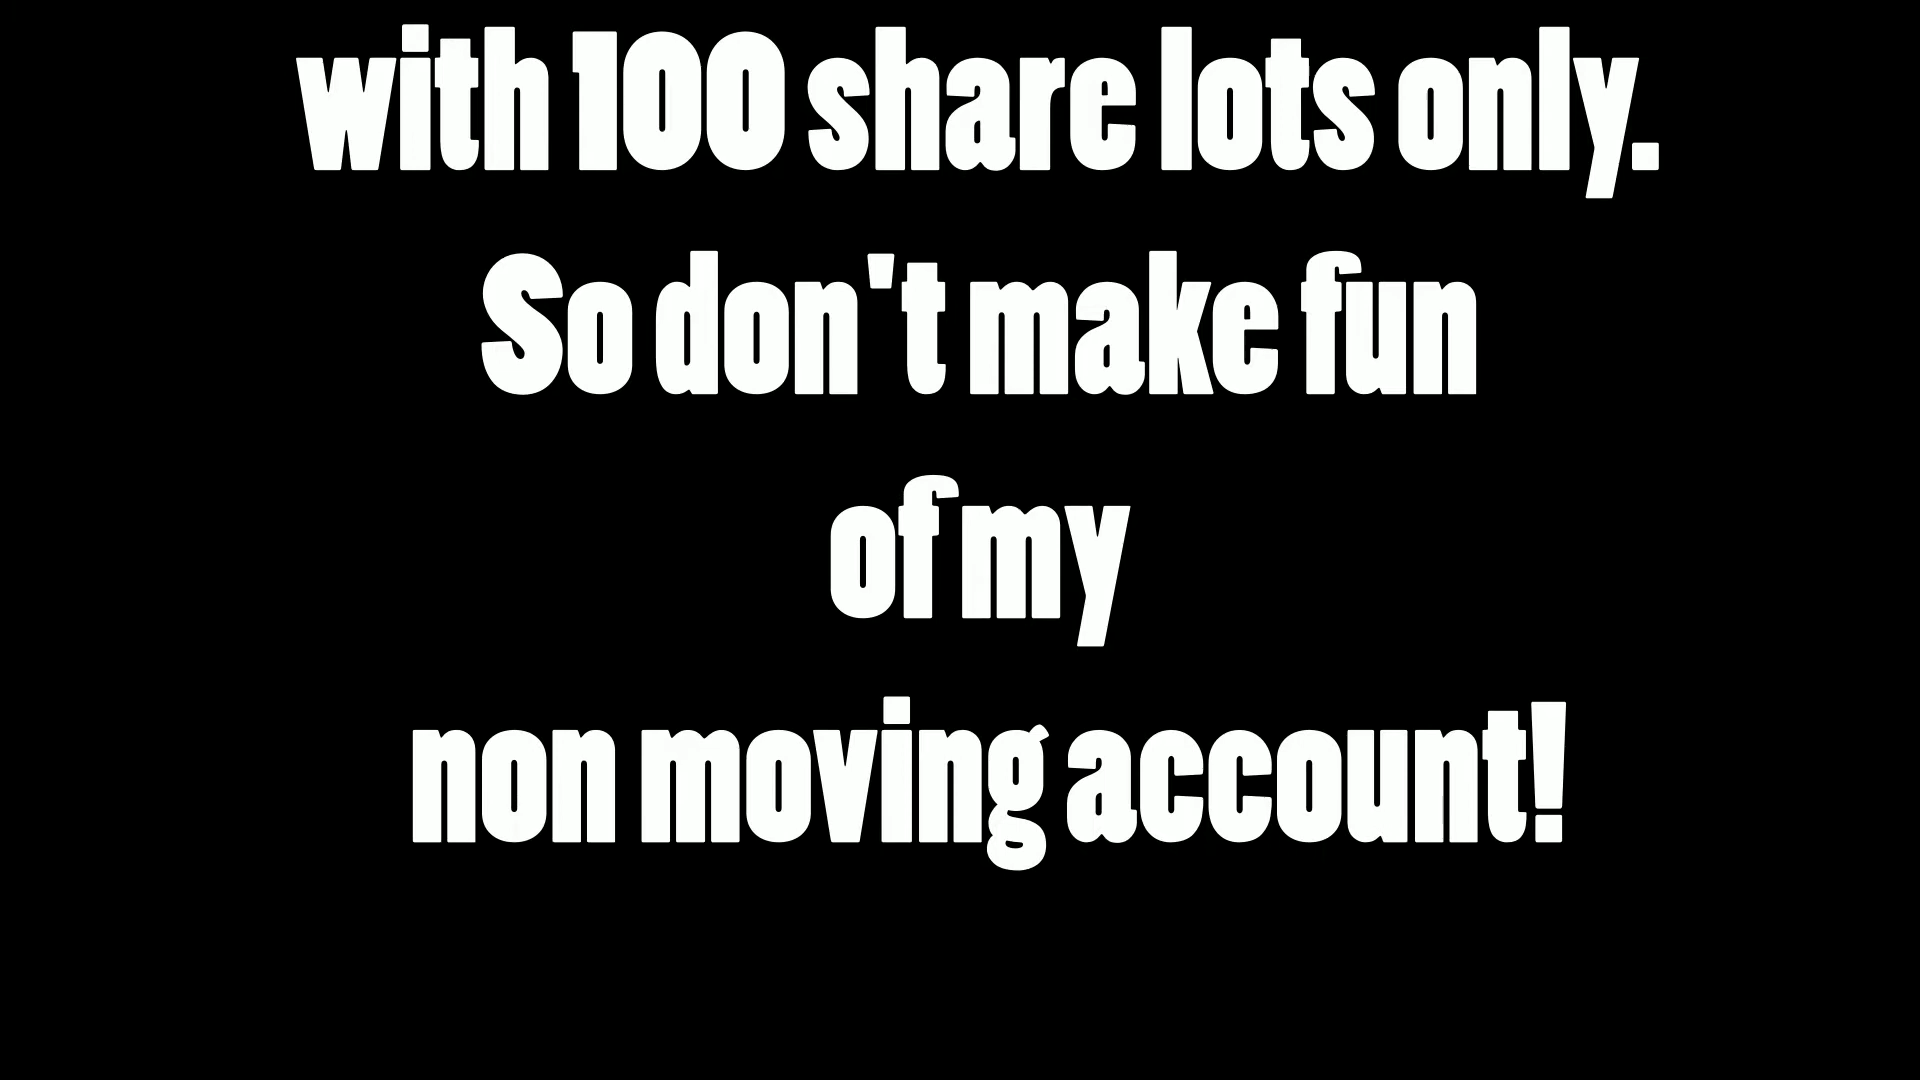 with 100 share lots only.
So don't make fun
of my
non moving account!